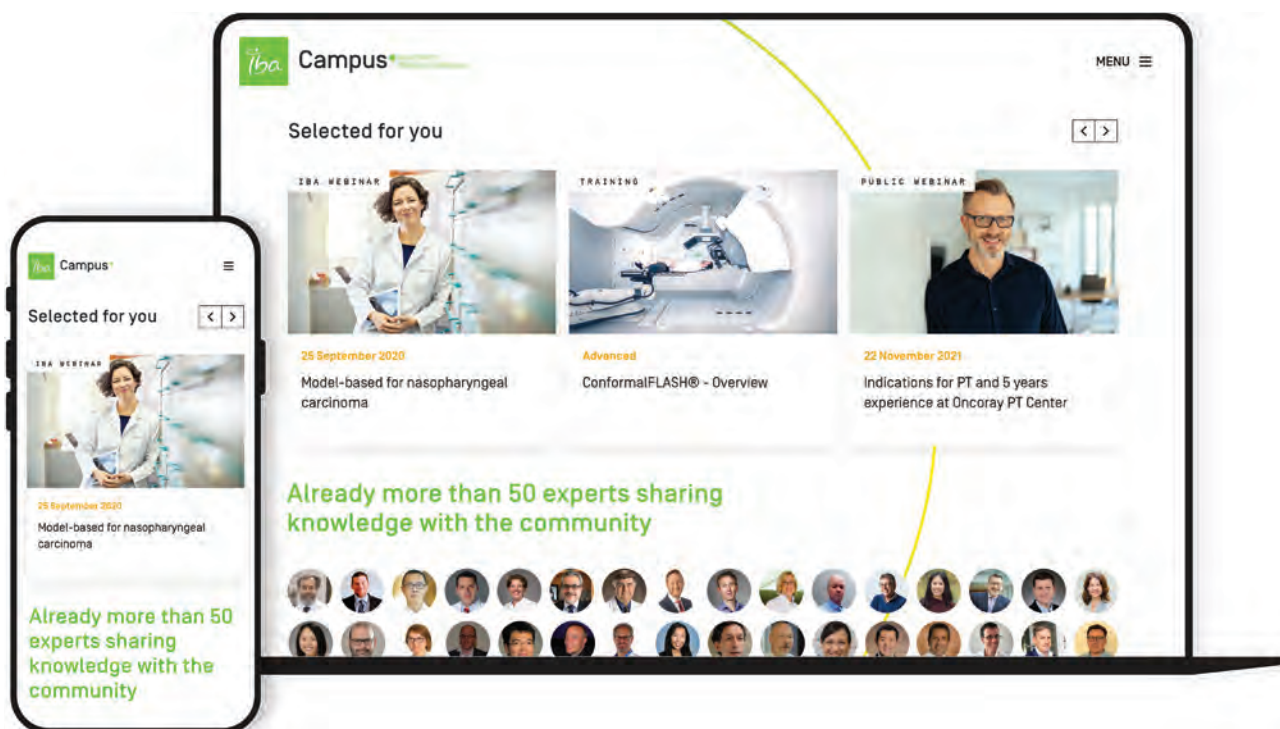 iba
Campus
MENU
Selected for you
< >
IBA WEBINAR
TRAINING
PUBLIC WEBINAR
25 September 2020
Advanced
22 November 2021
Model-based for nasopharyngeal
carcinoma
ConformalFLASH® - Overview
Indications for PT and 5 years
experience at Oncoray PT Center
Already more than 50 experts sharing
knowledge with the community
iba
Campus
Selected for you
< >
IBA WEBINAR
25 September 2020
Model-based for nasopharyngeal
carcinoma
Already more than 50
experts sharing
knowledge with the
community